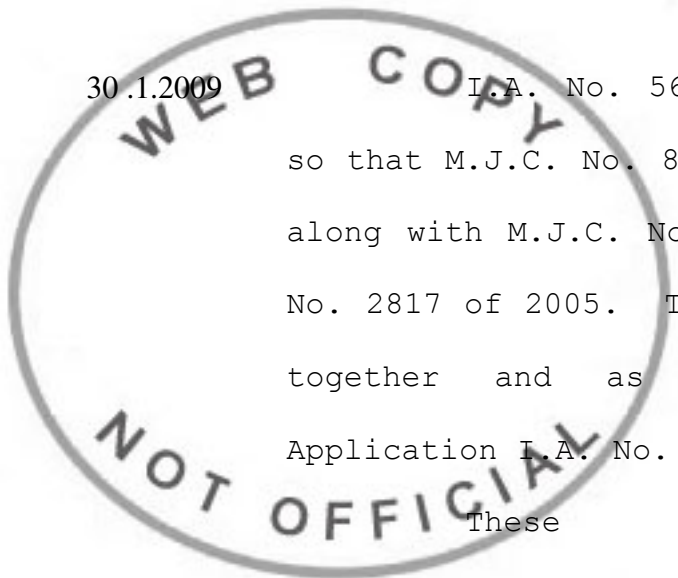 WEB COPY
30 .1.2009 I.A. No. 56
so that M.J.C. No. 8
along with M.J.C. No
No. 2817 of 2005. T
together and as
Application I.A. No.
These
NOT OFFICIAL